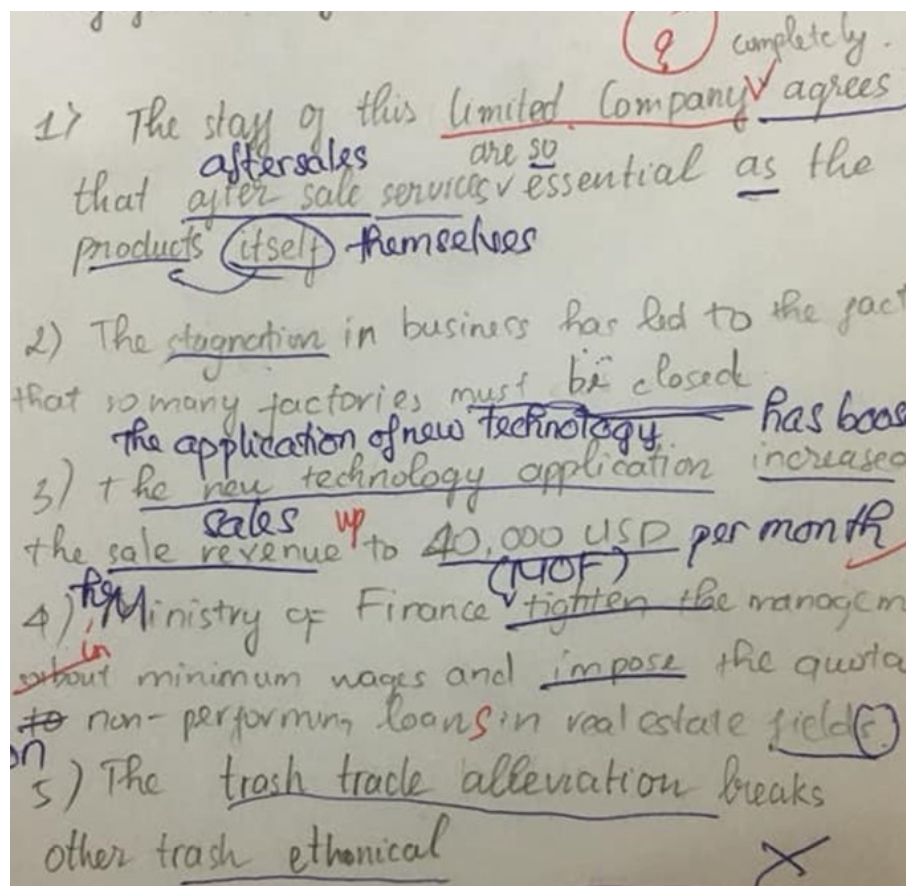 ? completely.
1) The staff of this limited Company ✓ agrees
aftersales are so
that after sale services ✓ essential as the
products itself themselves
2) The stagnation in business has led to the fact
that so many factories must be closed
the application of new technology has boos
3) the new technology application increased
sales up
the sale revenue to 40,000 USD per month
(MOF)
4) The Ministry of Finance tighten the managem
in
about minimum wages and impose the quota
to non-performing loans in real estate fields.
on
5) The trash trade alleviation breaks
other trash ethonical